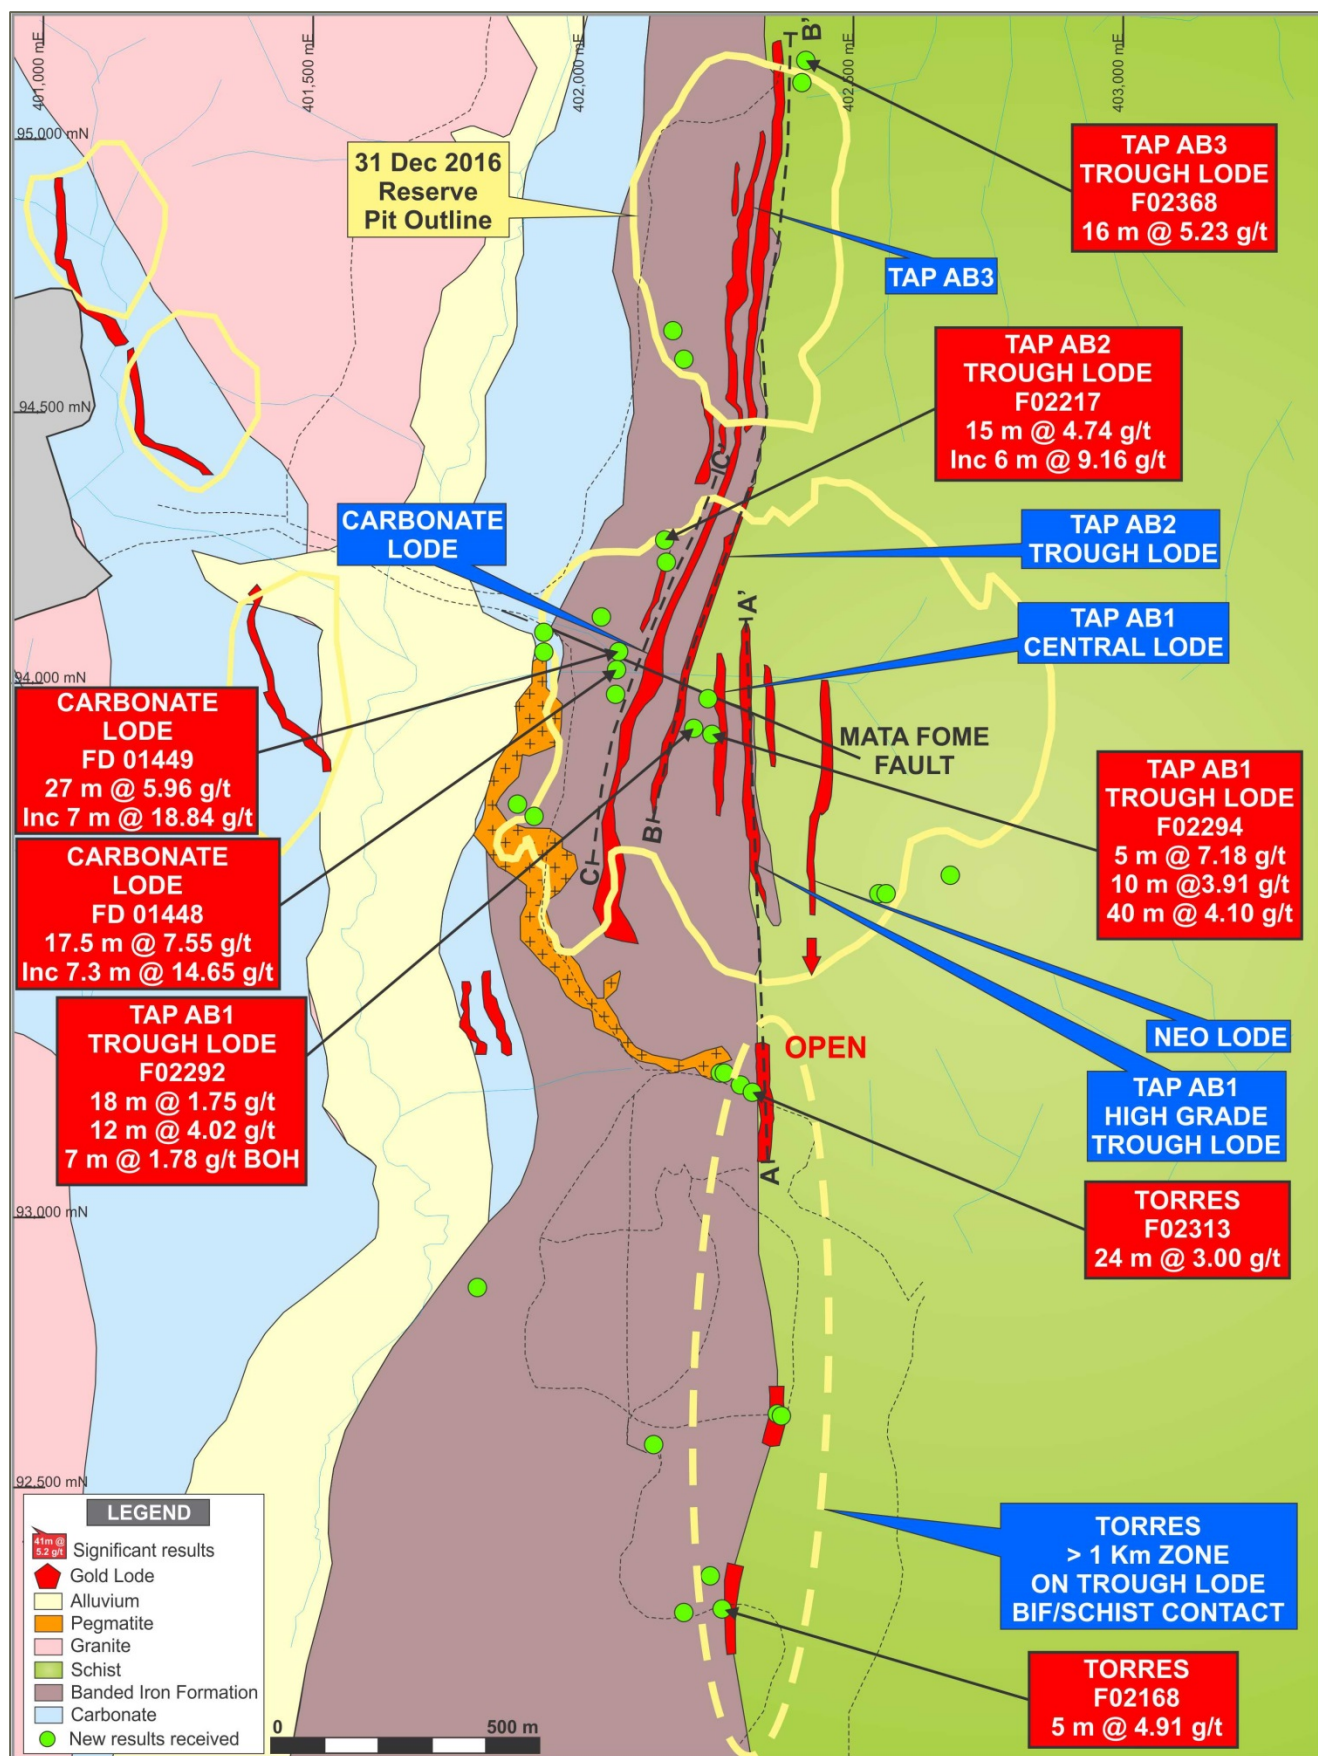 401,000 mE
401,500 mE
402,000 mE
402,500 mE
403,000 mE
95,000 mN
94,500 mN
94,000 mN
93,000 mN
92,500 mN
31 Dec 2016
Reserve
Pit Outline
B'
TAP AB3
TROUGH LODE
F02368
16 m @ 5.23 g/t
TAP AB3
TAP AB2
TROUGH LODE
F02217
15 m @ 4.74 g/t
Inc 6 m @ 9.16 g/t
C'
CARBONATE
LODE
TAP AB2
TROUGH LODE
A'
TAP AB1
CENTRAL LODE
CARBONATE
LODE
FD 01449
27 m @ 5.96 g/t
Inc 7 m @ 18.84 g/t
MATA FOME
FAULT
TAP AB1
TROUGH LODE
F02294
5 m @ 7.18 g/t
10 m @3.91 g/t
40 m @ 4.10 g/t
B
C
CARBONATE
LODE
FD 01448
17.5 m @ 7.55 g/t
Inc 7.3 m @ 14.65 g/t
TAP AB1
TROUGH LODE
F02292
18 m @ 1.75 g/t
12 m @ 4.02 g/t
7 m @ 1.78 g/t BOH
OPEN
NEO LODE
TAP AB1
HIGH GRADE
TROUGH LODE
A
TORRES
F02313
24 m @ 3.00 g/t
TORRES
> 1 Km ZONE
ON TROUGH LODE
BIF/SCHIST CONTACT
TORRES
F02168
5 m @ 4.91 g/t
LEGEND
41m @
5.2 g/t
Significant results
Gold Lode
Alluvium
Pegmatite
Granite
Schist
Banded Iron Formation
Carbonate
New results received
0
500 m